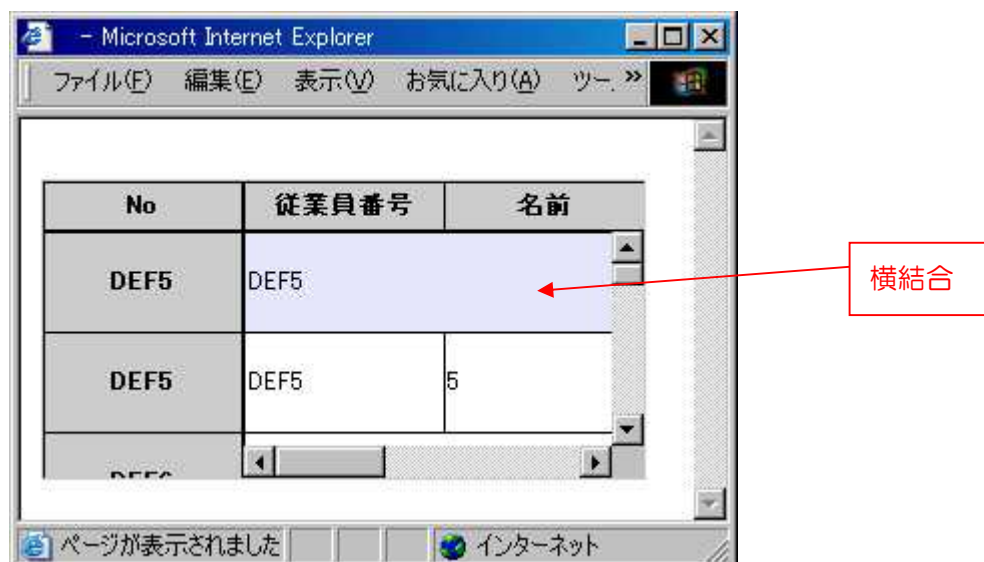 - Microsoft Internet Explorer
ファイル(F) 編集(E) 表示(V) お気に入り(A) ツー
No 従業員番号 名前
DEF5 DEF5
横結合
DEF5 DEF5 5
ページが表示されました インターネット